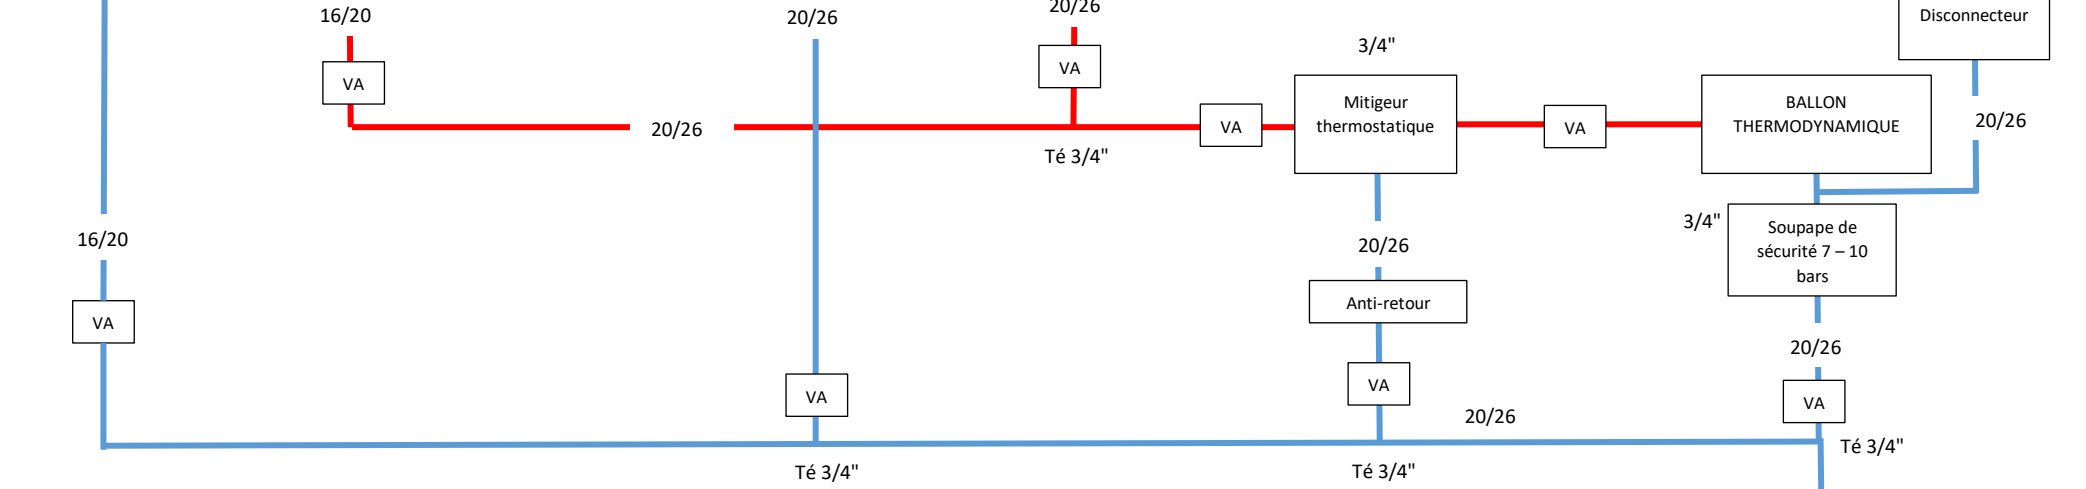 16/20
20/26
20/26
Disconnecteur
3/4"
VA
VA
Mitigeur
thermostatique
BALLON
THERMODYNAMIQUE
20/26
VA
VA
20/26
Té 3/4"
16/20
3/4"
Soupape de
sécurité 7 – 10
bars
20/26
Anti-retour
VA
20/26
VA
VA
VA
20/26
Té 3/4"
Té 3/4"
Té 3/4"